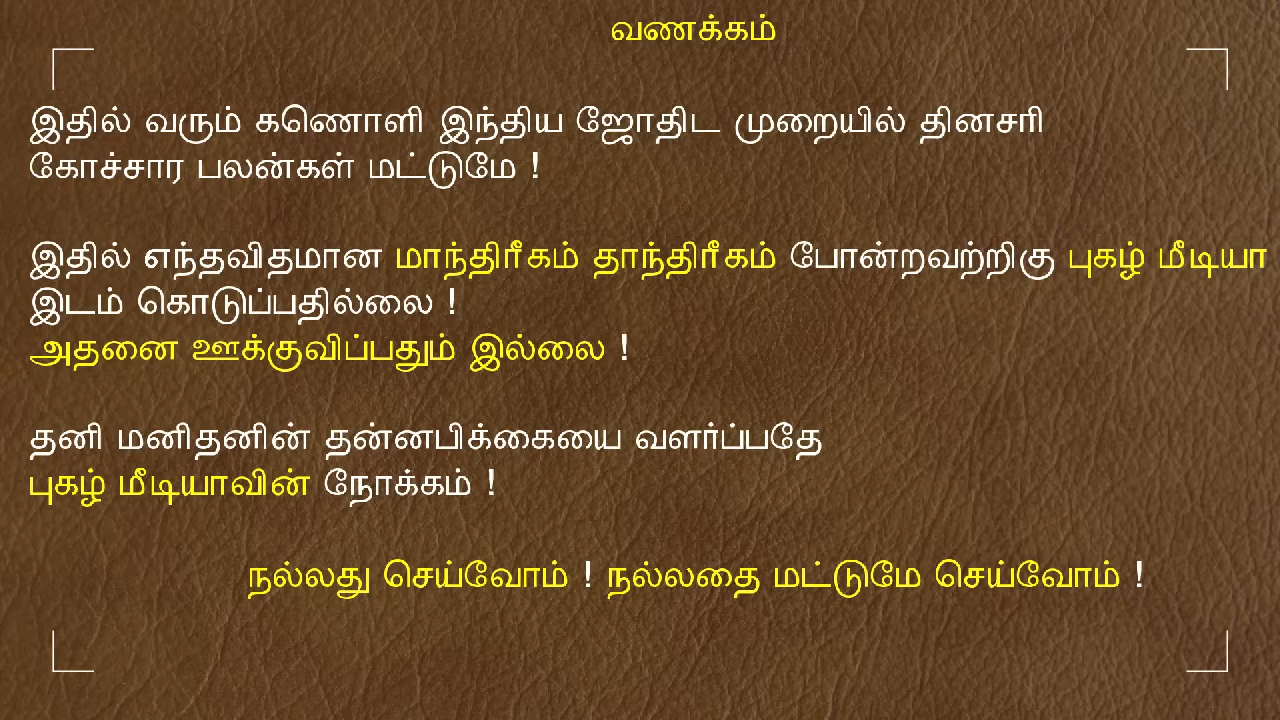 வணக்கம்
இதில் வரும் கணொளி இந்திய ஜோதிட முறையில் தினசரி
கோச்சார பலன்கள் மட்டுமே !
இதில் எந்தவிதமான மாந்திரீகம் தாந்திரீகம் போன்றவற்றிகு புகழ் மீடியா
இடம் கொடுப்பதில்லை !
அதனை ஊக்குவிப்பதும் இல்லை !
தனி மனிதனின் தன்னபிக்கையை வளர்ப்பதே
புகழ் மீடியாவின் நோக்கம் !
நல்லது செய்வோம் ! நல்லதை மட்டுமே செய்வோம் !